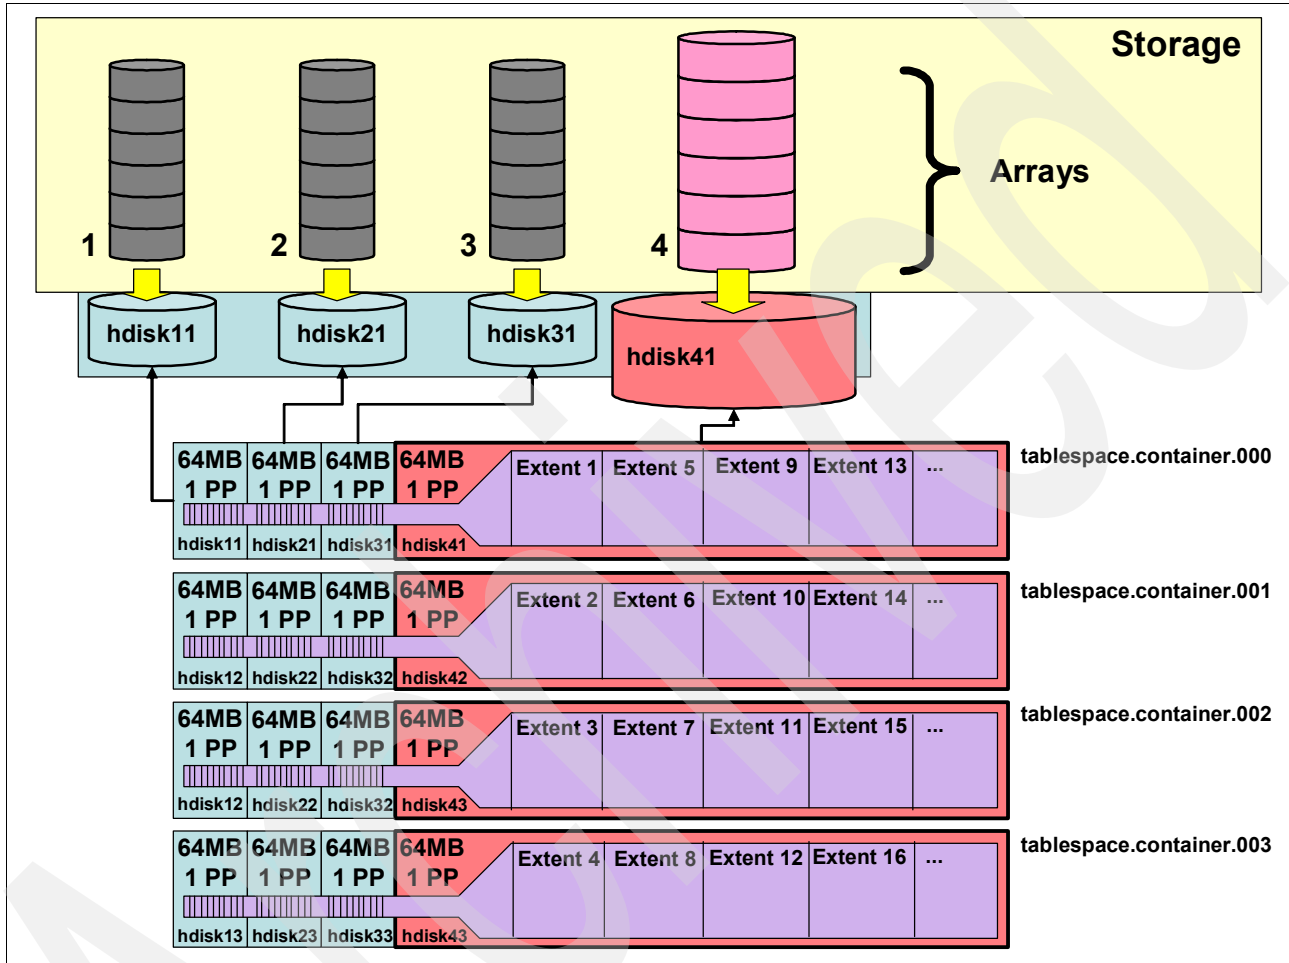 Storage
Arrays
1
2
3
4
hdisk11
hdisk21
hdisk31
hdisk41
64MB 64MB 64MB 64MB
1 PP 1 PP 1 PP 1 PP
hdisk11 hdisk21 hdisk31 hdisk41
Extent 1 Extent 5 Extent 9 Extent 13 ...
tablespace.container.000
64MB 64MB 64MB 64MB
1 PP 1 PP 1 PP 1 PP
hdisk12 hdisk22 hdisk32 hdisk42
Extent 2 Extent 6 Extent 10 Extent 14 ...
tablespace.container.001
64MB 64MB 64MB 64MB
1 PP 1 PP 1 PP 1 PP
hdisk12 hdisk22 hdisk32 hdisk43
Extent 3 Extent 7 Extent 11 Extent 15 ...
tablespace.container.002
64MB 64MB 64MB 64MB
1 PP 1 PP 1 PP 1 PP
hdisk13 hdisk23 hdisk33 hdisk43
Extent 4 Extent 8 Extent 12 Extent 16 ...
tablespace.container.003